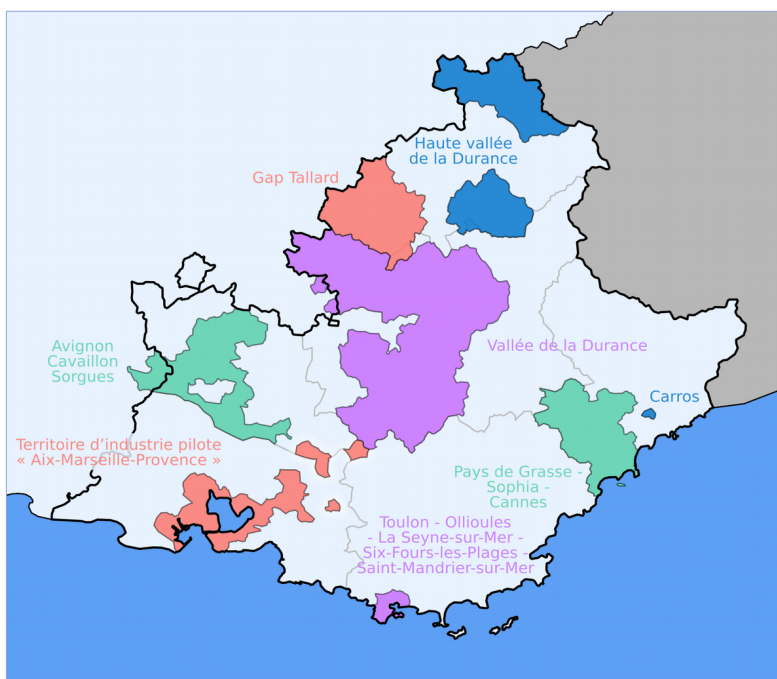 Haute vallée
de la Durance
Gap Tallard
Avignon
Cavaillon
Sorgues
Vallée de la Durance
Carros
Territoire d’industrie pilote
« Aix-Marseille-Provence »
Pays de Grasse -
Sophia -
Cannes
Toulon - Ollioules
- La Seyne-sur-Mer -
Six-Fours-les-Plages -
Saint-Mandrier-sur-Mer